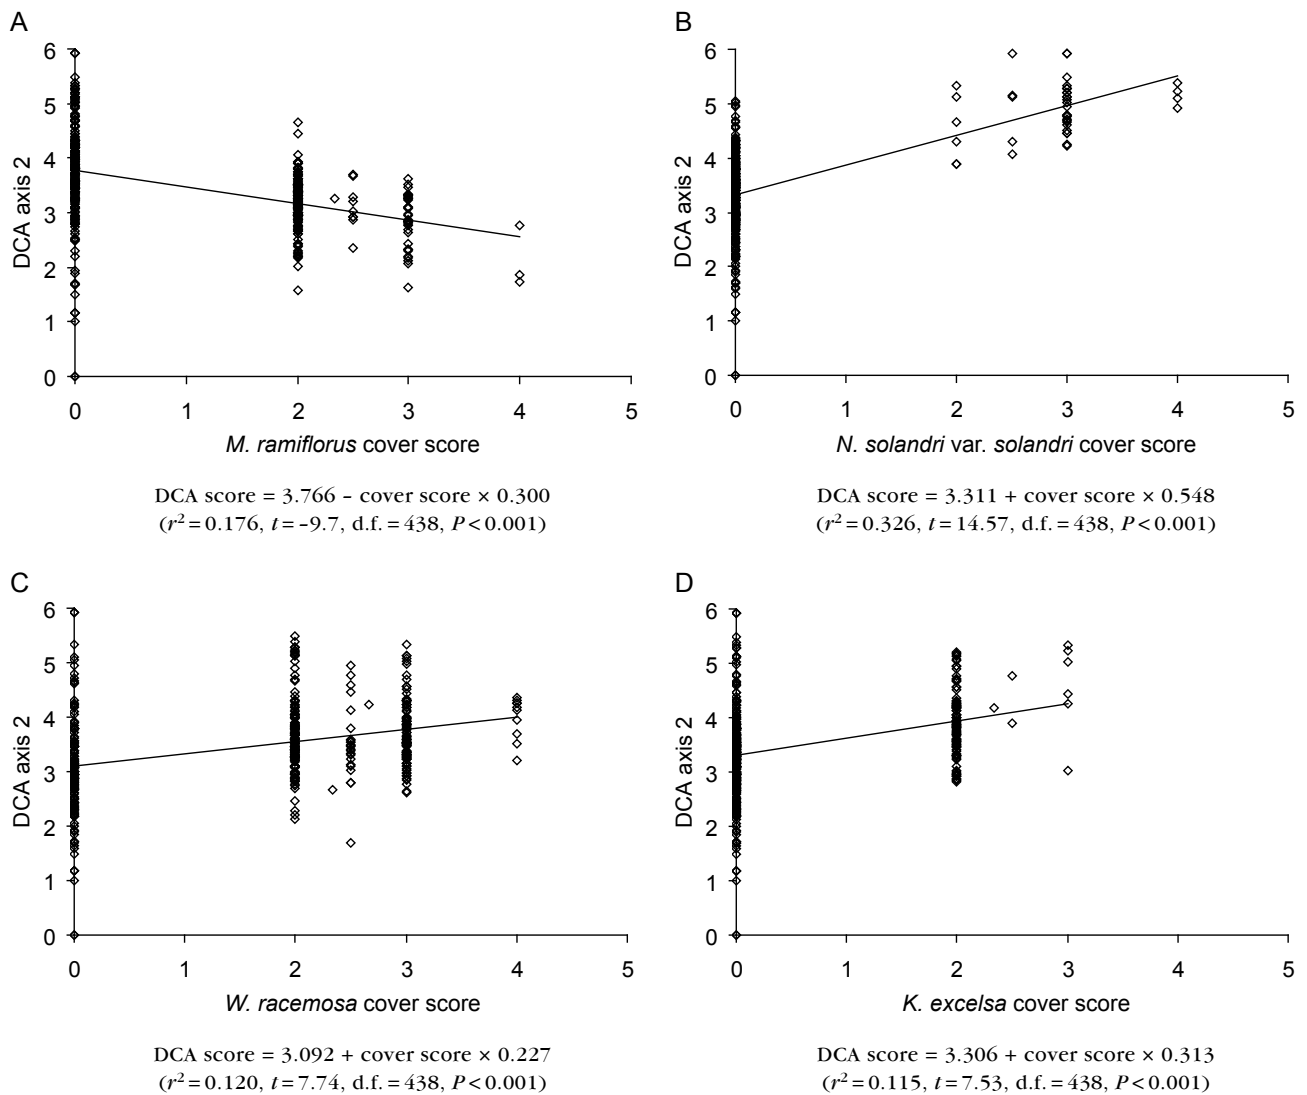 A
6
5
4
3
2
1
0
DCA axis 2
0 1 2 3 4 5
M. ramiflorus cover score
DCA score = 3.766 – cover score × 0.300
(r² = 0.176, t = –9.7, d.f. = 438, P < 0.001)
B
6
5
4
3
2
1
0
DCA axis 2
0 1 2 3 4 5
N. solandri var. solandri cover score
DCA score = 3.311 + cover score × 0.548
(r² = 0.326, t = 14.57, d.f. = 438, P < 0.001)
C
6
5
4
3
2
1
0
DCA axis 2
0 1 2 3 4 5
W. racemosa cover score
DCA score = 3.092 + cover score × 0.227
(r² = 0.120, t = 7.74, d.f. = 438, P < 0.001)
D
6
5
4
3
2
1
0
DCA axis 2
0 1 2 3 4 5
K. excelsa cover score
DCA score = 3.306 + cover score × 0.313
(r² = 0.115, t = 7.53, d.f. = 438, P < 0.001)